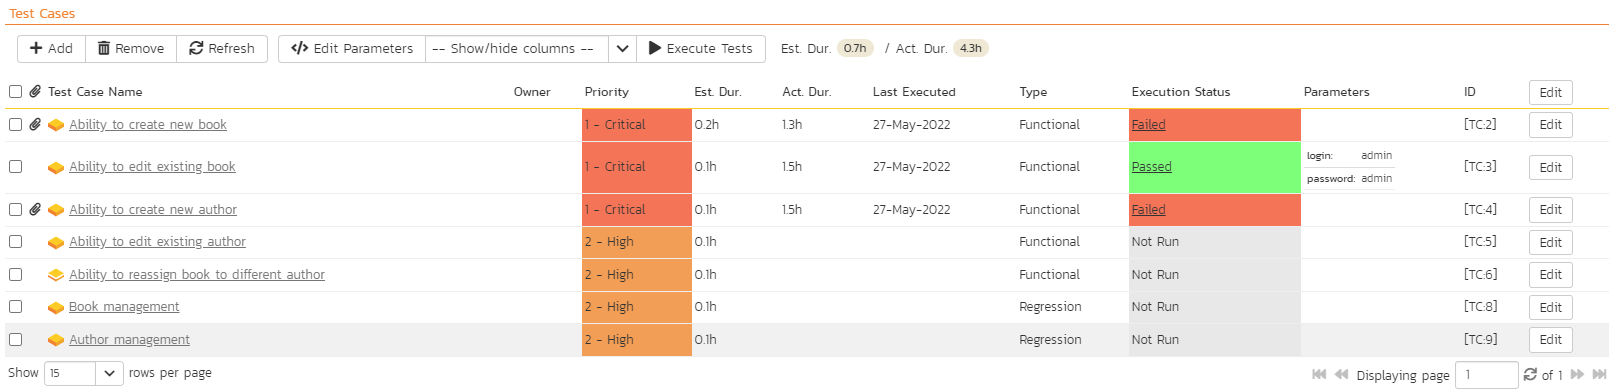 Test Cases
Add Remove Refresh Edit Parameters -- Show/hide columns -- Execute Tests Est. Dur. 0.7h / Act. Dur. 4.3h
Test Case Name Owner Priority Est. Dur. Act. Dur. Last Executed Type Execution Status Parameters ID Edit
Ability to create new book 1 - Critical 0.2h 1.3h 27-May-2022 Functional Failed [TC:2] Edit
Ability to edit existing book 1 - Critical 0.1h 1.5h 27-May-2022 Functional Passed login: admin password: admin [TC:3] Edit
Ability to create new author 1 - Critical 0.1h 1.5h 27-May-2022 Functional Failed [TC:4] Edit
Ability to edit existing author 2 - High 0.1h Functional Not Run [TC:5] Edit
Ability to reassign book to different author 2 - High 0.1h Functional Not Run [TC:6] Edit
Book management 2 - High 0.1h Regression Not Run [TC:8] Edit
Author management 2 - High 0.1h Regression Not Run [TC:9] Edit
Show 15 rows per page Displaying page 1 of 1